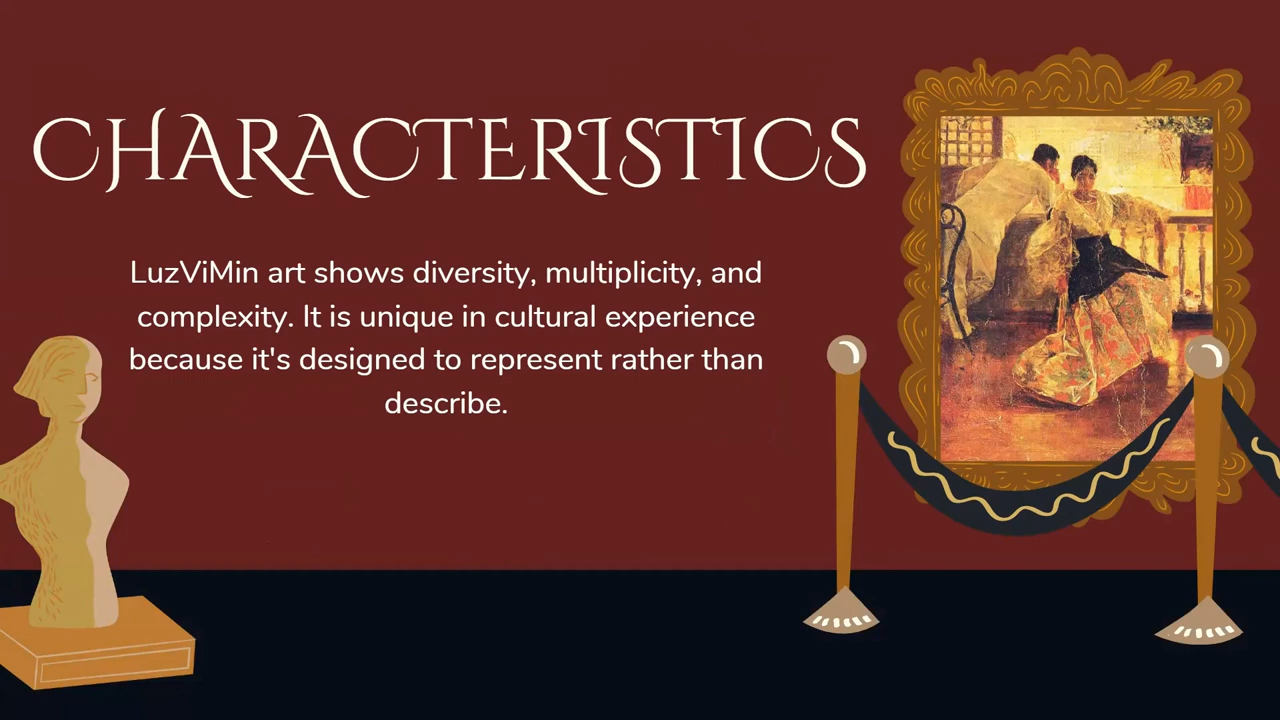 CHARACTERISTICS
LuzViMin art shows diversity, multiplicity, and
complexity. It is unique in cultural experience
because it's designed to represent rather than
describe.